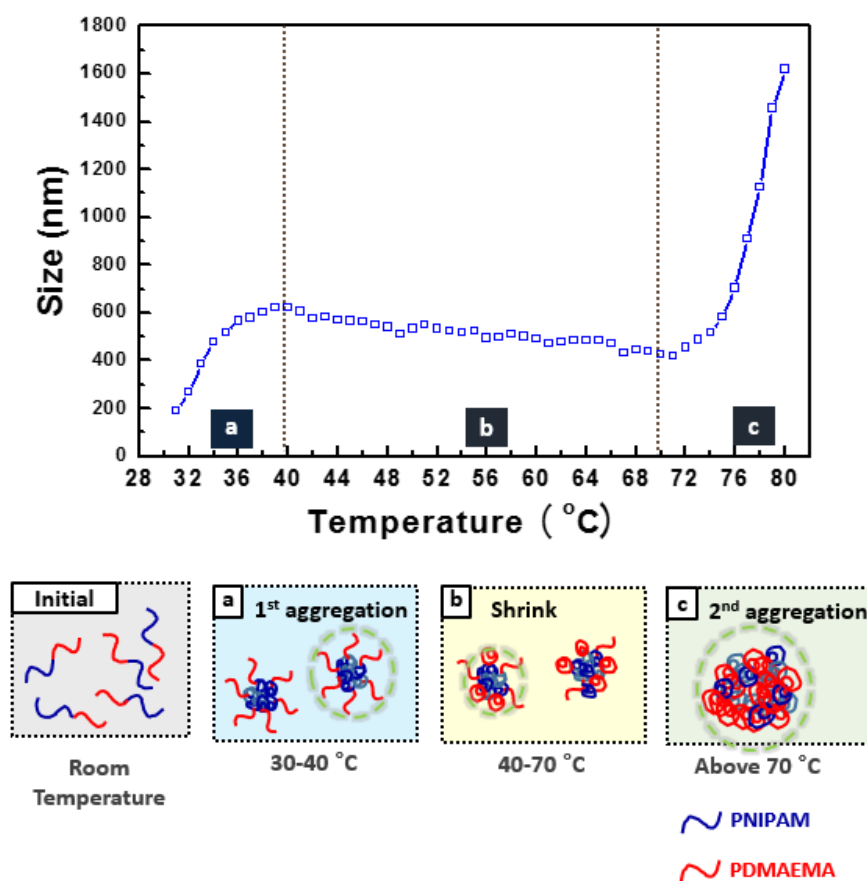 1800
1600
1400
1200
1000
800
600
400
200
0
Size (nm)
a
b
c
28 32 36 40 44 48 52 56 60 64 68 72 76 80
Temperature ( °C)
Initial
a
1st aggregation
b
Shrink
c
2nd aggregation
Room
Temperature
30-40 °C
40-70 °C
Above 70 °C
PNIPAM
PDMAEMA